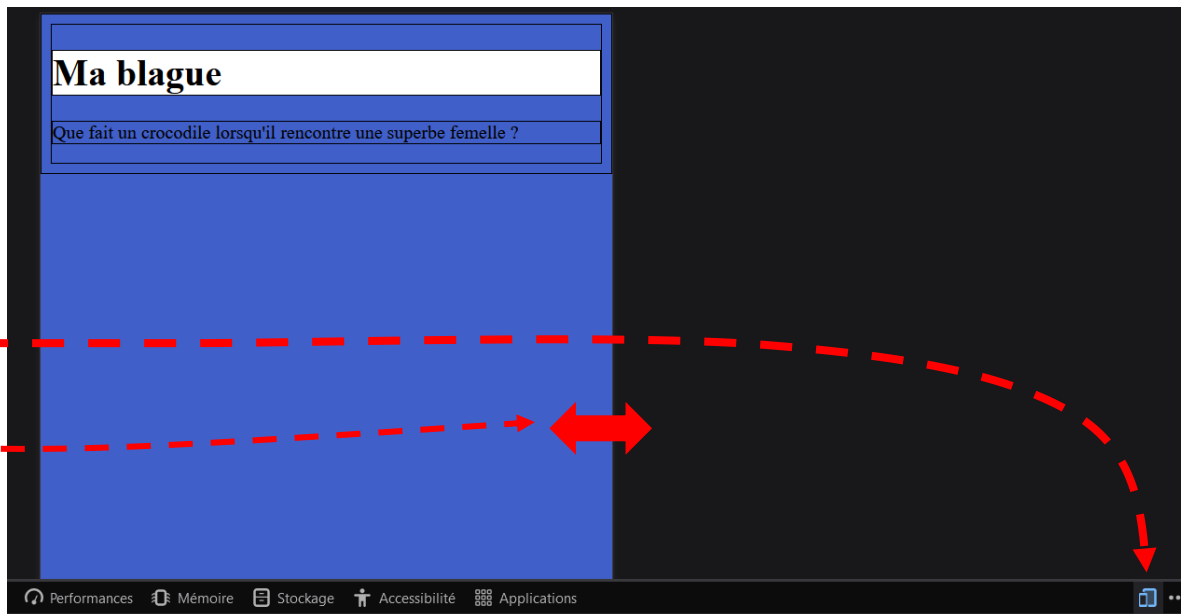 Ma blague
Que fait un crocodile lorsqu'il rencontre une superbe femelle ?
Performances Mémoire Stockage Accessibilité Applications